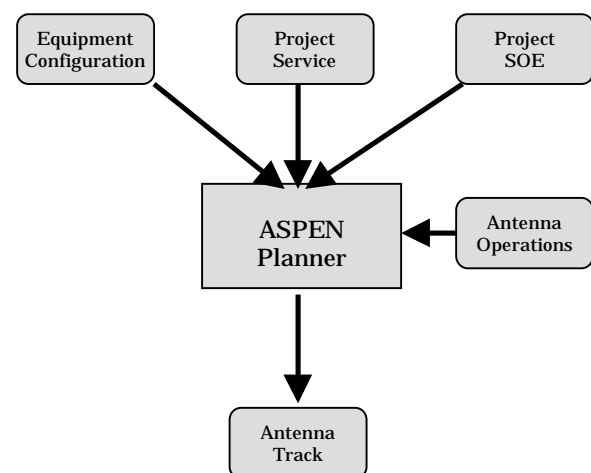 Equipment
Configuration
Project
Service
Project
SOE
ASPEN
Planner
Antenna
Operations
Antenna
Track